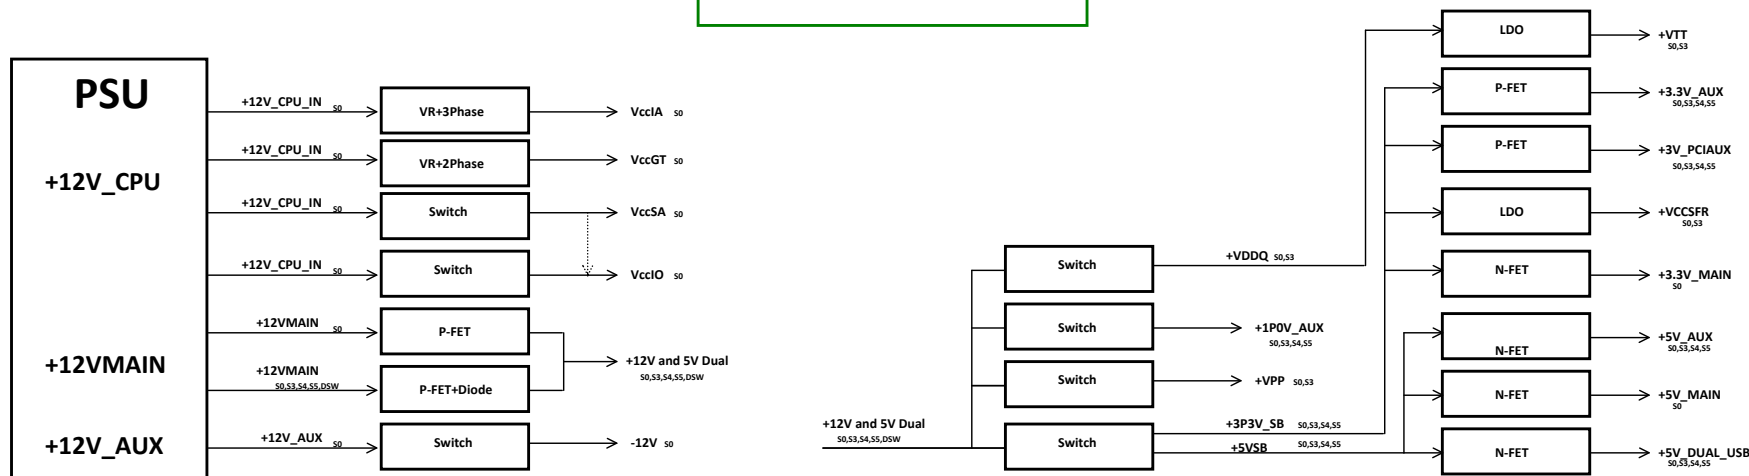 PSU
+12V_CPU
+12VMAIN
+12V_AUX
+12V_CPU_IN S0
VR+3Phase
VccIA S0
+12V_CPU_IN S0
VR+2Phase
VccGT S0
+12V_CPU_IN S0
Switch
VccSA S0
+12V_CPU_IN S0
Switch
VccIO S0
+12VMAIN S0
P-FET
+12VMAIN
S0,S3,S4,S5,DSW
P-FET+Diode
+12V and 5V Dual
S0,S3,S4,S5,DSW
+12V_AUX S0
Switch
-12V S0
+12V and 5V Dual
S0,S3,S4,S5,DSW
Switch
+VDDQ S0,S3
Switch
+1P0V_AUX
S0,S3,S4,S5
Switch
+VPP S0,S3
Switch
+3P3V_SB S0,S3,S4,S5
+5VSB S0,S3,S4,S5
LDO
+VTT
S0,S3
P-FET
+3.3V_AUX
S0,S3,S4,S5
P-FET
+3V_PCIAUX
S0,S3,S4,S5
LDO
+VCCSFR
S0,S3
N-FET
+3.3V_MAIN
S0
N-FET
+5V_AUX
S0,S3,S4,S5
N-FET
+5V_MAIN
S0
N-FET
+5V_DUAL_USB
S0,S3,S4,S5